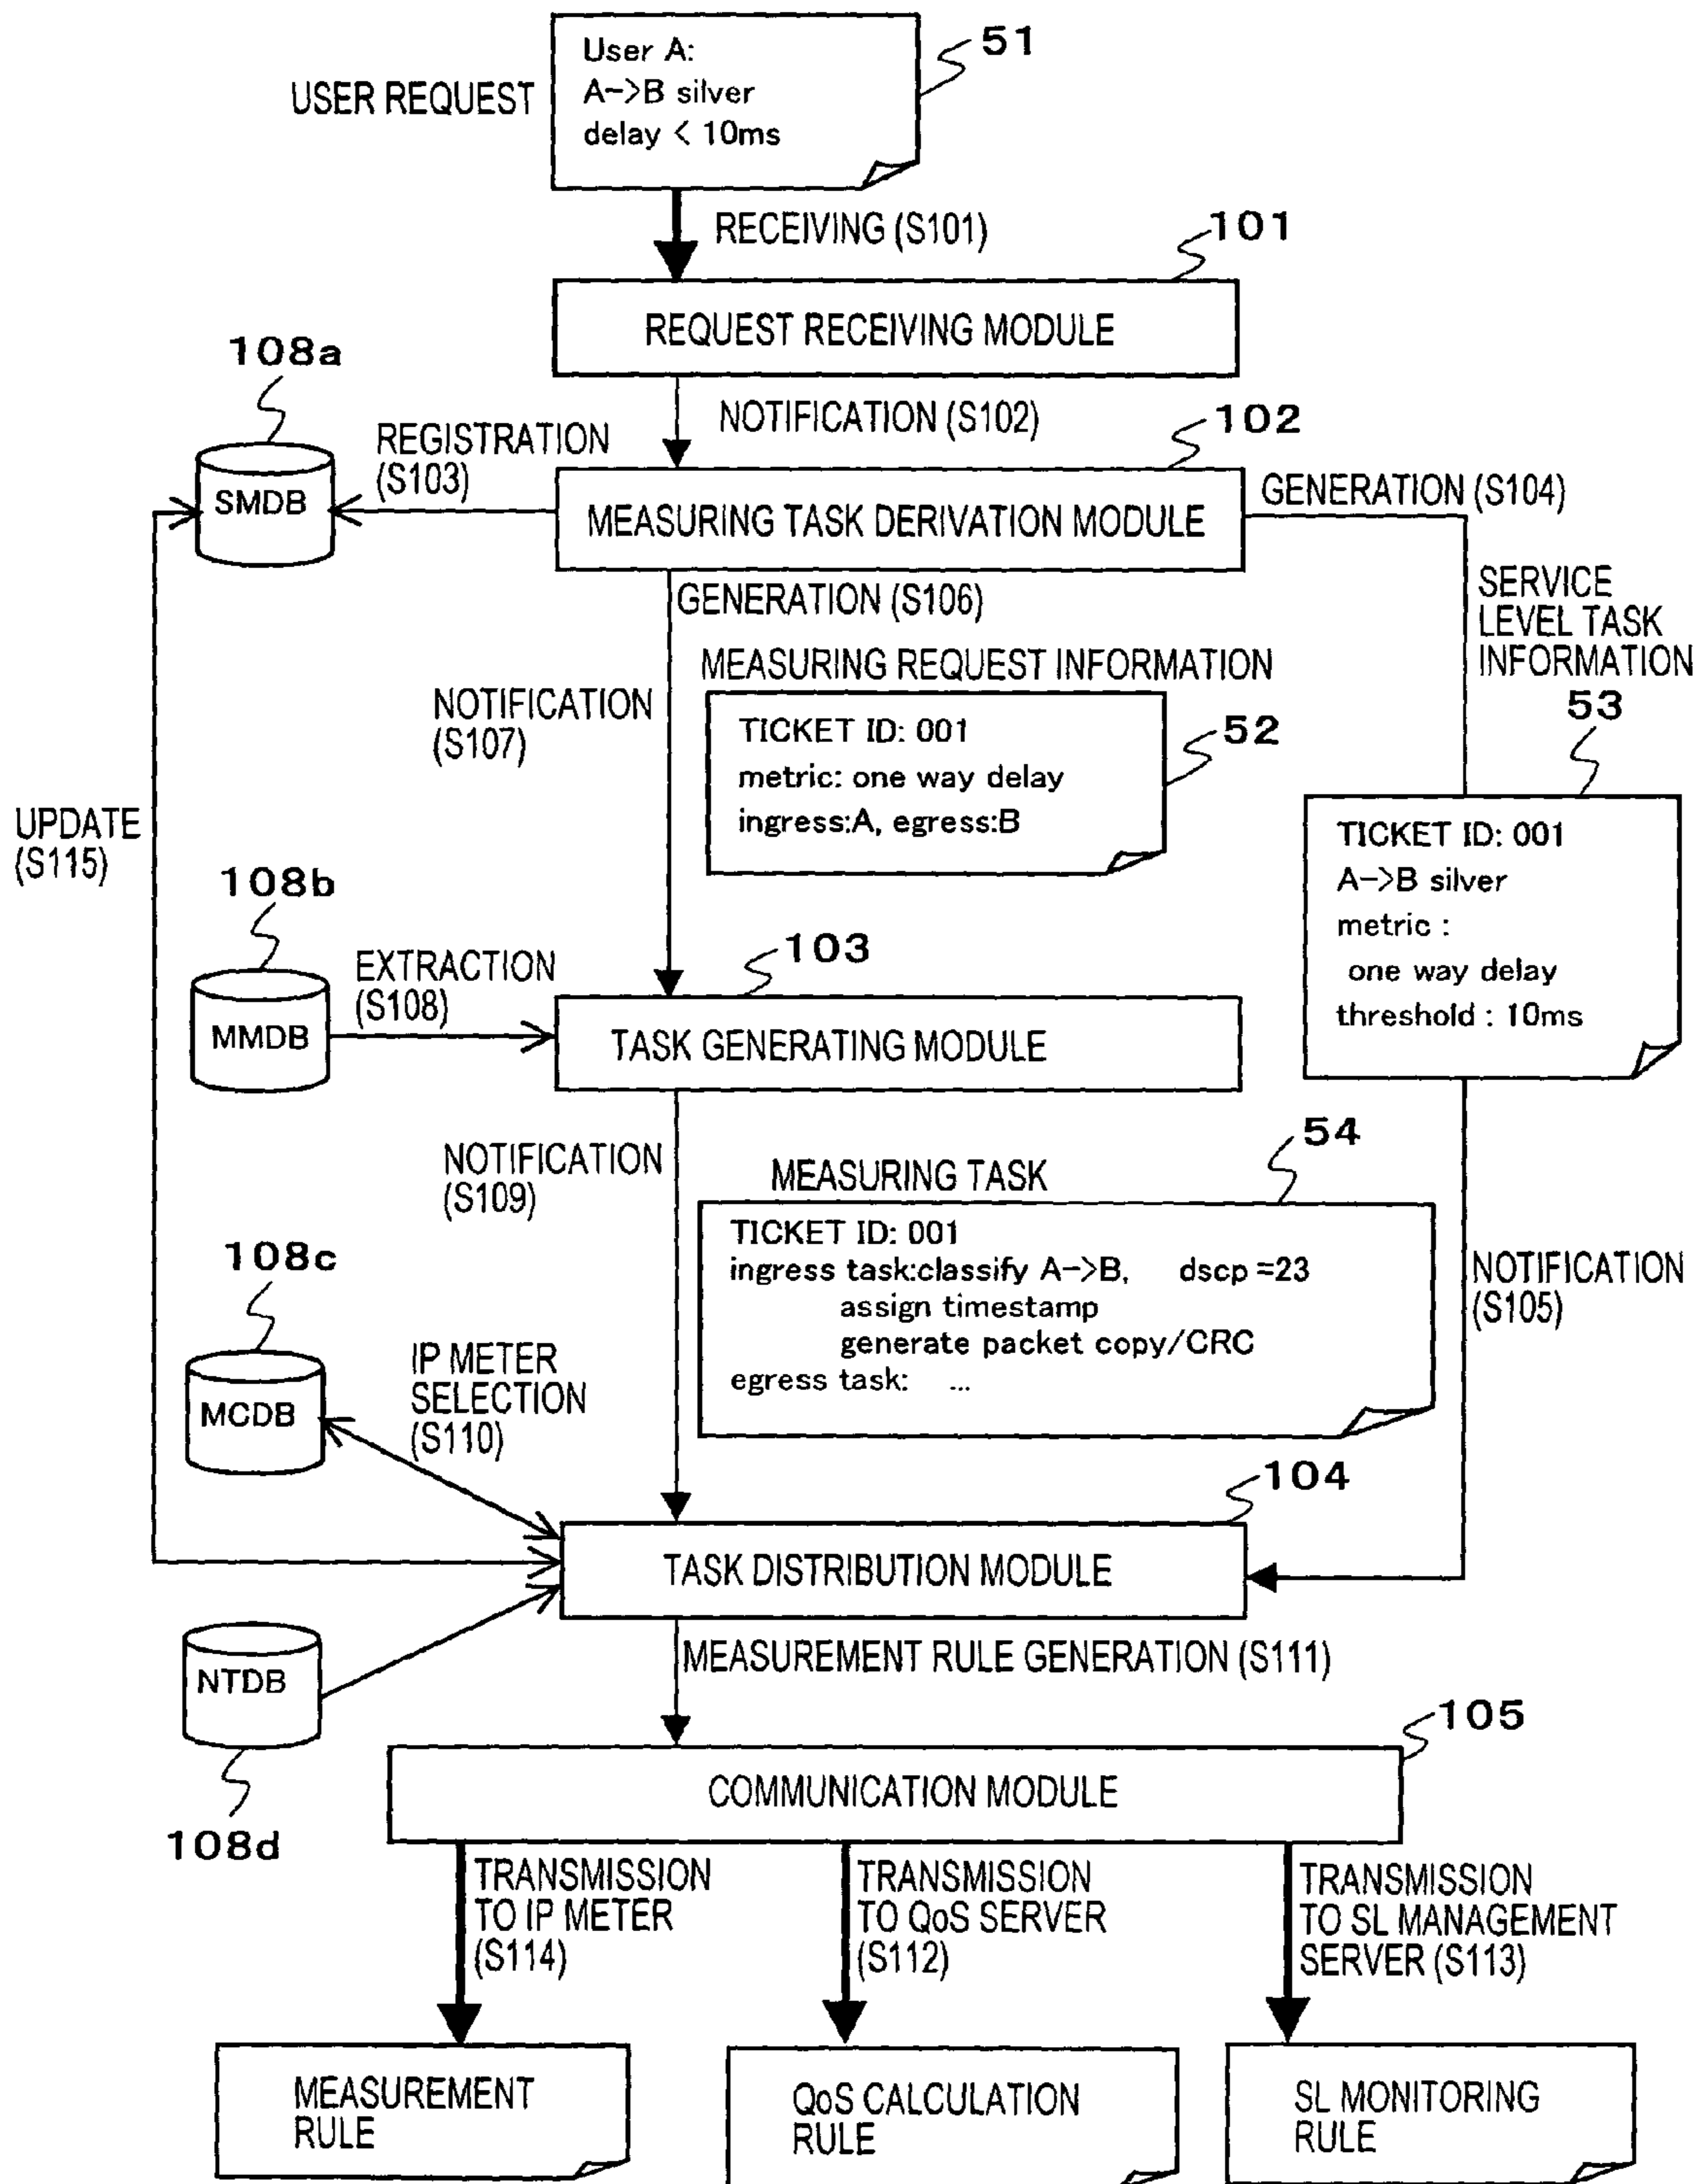 USER REQUEST
User A:
A->B silver
delay < 10ms
51
RECEIVING (S101)
101
REQUEST RECEIVING MODULE
108a
NOTIFICATION (S102)
102
REGISTRATION
(S103)
SMDB
MEASURING TASK DERIVATION MODULE
GENERATION (S104)
GENERATION (S106)
SERVICE
LEVEL TASK
INFORMATION
53
MEASURING REQUEST INFORMATION
NOTIFICATION
(S107)
TICKET ID: 001
metric: one way delay
ingress:A, egress:B
52
UPDATE
(S115)
TICKET ID: 001
A->B silver
metric :
one way delay
threshold : 10ms
108b
EXTRACTION
(S108)
MMDB
103
TASK GENERATING MODULE
NOTIFICATION
(S109)
MEASURING TASK
54
TICKET ID: 001
ingress task:classify A->B, dscp =23
assign timestamp
generate packet copy/CRC
egress task: ...
NOTIFICATION
(S105)
108c
MCDB
IP METER
SELECTION
(S110)
104
TASK DISTRIBUTION MODULE
NTDB
108d
MEASUREMENT RULE GENERATION (S111)
105
COMMUNICATION MODULE
TRANSMISSION
TO IP METER
(S114)
TRANSMISSION
TO QoS SERVER
(S112)
TRANSMISSION
TO SL MANAGEMENT
SERVER (S113)
MEASUREMENT
RULE
QoS CALCULATION
RULE
SL MONITORING
RULE